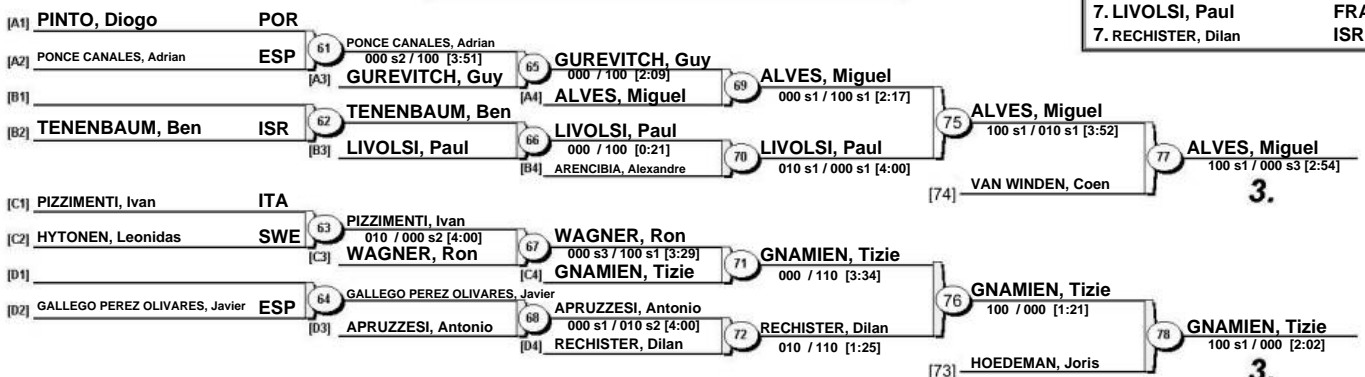 7. LIVOLSI, Paul FRA
7. RECHISTER, Dilan ISR
[A1] PINTO, Diogo POR
[A2] PONCE CANALES, Adrian ESP
61 PONCE CANALES, Adrian
000 s2 / 100 [3:51]
[A3] GUREVITCH, Guy
65 GUREVITCH, Guy
000 / 100 [2:09]
[A4] ALVES, Miguel
69 ALVES, Miguel
000 s1 / 100 s1 [2:17]
[B1]
[B2] TENENBAUM, Ben ISR
62 TENENBAUM, Ben
[B3] LIVOLSI, Paul
66 LIVOLSI, Paul
000 / 100 [0:21]
[B4] ARENCIBIA, Alexandre
70 LIVOLSI, Paul
010 s1 / 000 s1 [4:00]
75 ALVES, Miguel
100 s1 / 010 s1 [3:52]
[74] VAN WINDEN, Coen
77 ALVES, Miguel
100 s1 / 000 s3 [2:54]
3.
[C1] PIZZIMENTI, Ivan ITA
[C2] HYTONEN, Leonidas SWE
63 PIZZIMENTI, Ivan
010 / 000 s2 [4:00]
[C3] WAGNER, Ron
67 WAGNER, Ron
000 s3 / 100 s1 [3:29]
[C4] GNAMIEN, Tizie
71 GNAMIEN, Tizie
000 / 110 [3:34]
[D1]
[D2] GALLEGO PEREZ OLIVARES, Javier ESP
64 GALLEGO PEREZ OLIVARES, Javier
[D3] APRUZZESI, Antonio
68 APRUZZESI, Antonio
000 s1 / 010 s2 [4:00]
[D4] RECHISTER, Dilan
72 RECHISTER, Dilan
010 / 110 [1:25]
76 GNAMIEN, Tizie
100 / 000 [1:21]
[73] HOEDEMAN, Joris
78 GNAMIEN, Tizie
100 s1 / 000 [2:02]
3.